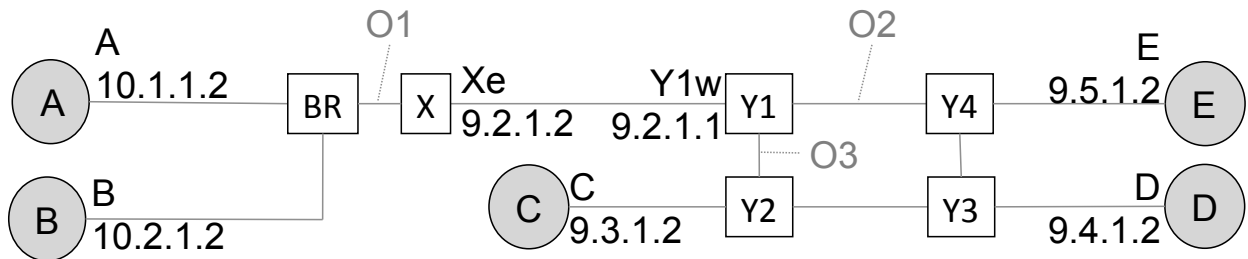 O1
O2
A
E
10.1.1.2
Xe
Y1w
9.5.1.2
A
BR
X
Y1
Y4
E
9.2.1.2
9.2.1.1
O3
B
C
D
B
C
Y2
Y3
D
10.2.1.2
9.3.1.2
9.4.1.2